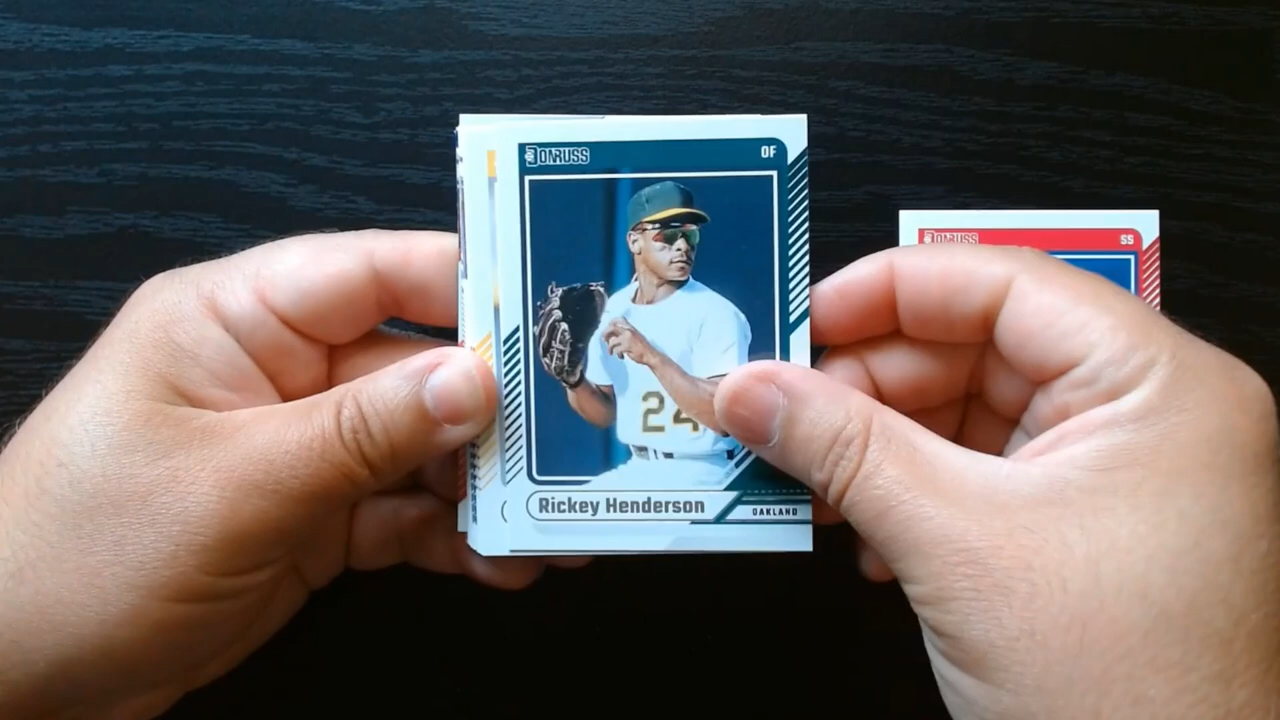 DONRUSS
OF
24
Rickey Henderson
OAKLAND
DONRUSS
SS